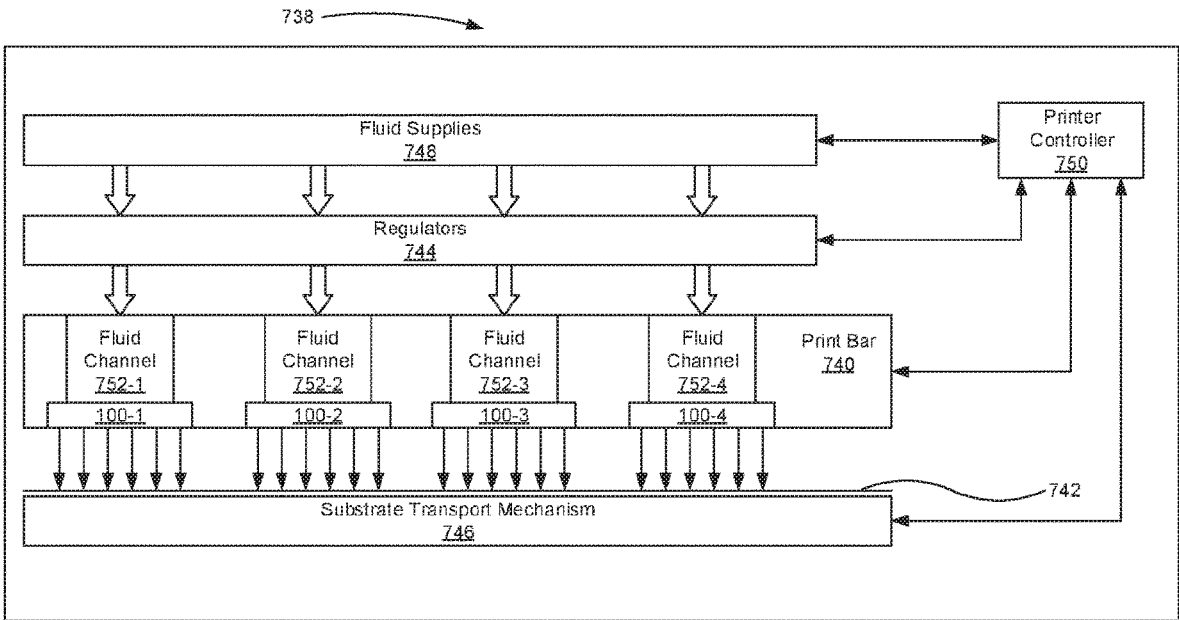 738
Fluid Supplies
748
Printer
Controller
750
Regulators
744
Fluid
Channel
752-1
Fluid
Channel
752-2
Fluid
Channel
752-3
Fluid
Channel
752-4
Print Bar
740
100-1
100-2
100-3
100-4
742
Substrate Transport Mechanism
746